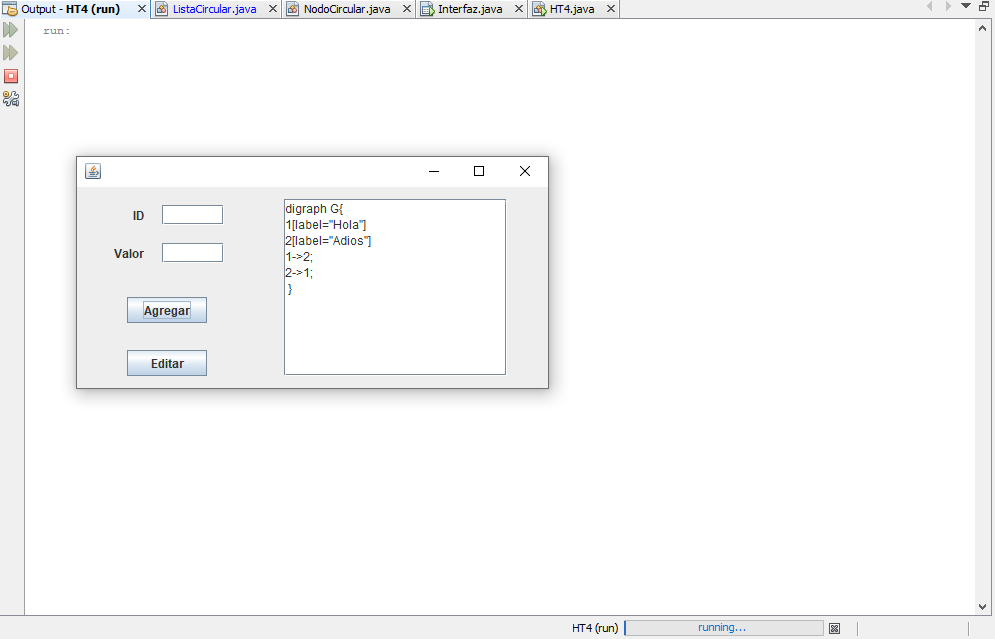 Output - HT4 (run) ListaCircular.java NodoCircular.java Interfaz.java HT4.java
run:
ID
Valor
Agregar
Editar
digraph G{
1[label="Hola"]
2[label="Adios"]
1->2;
2->1;
}
HT4 (run) running...